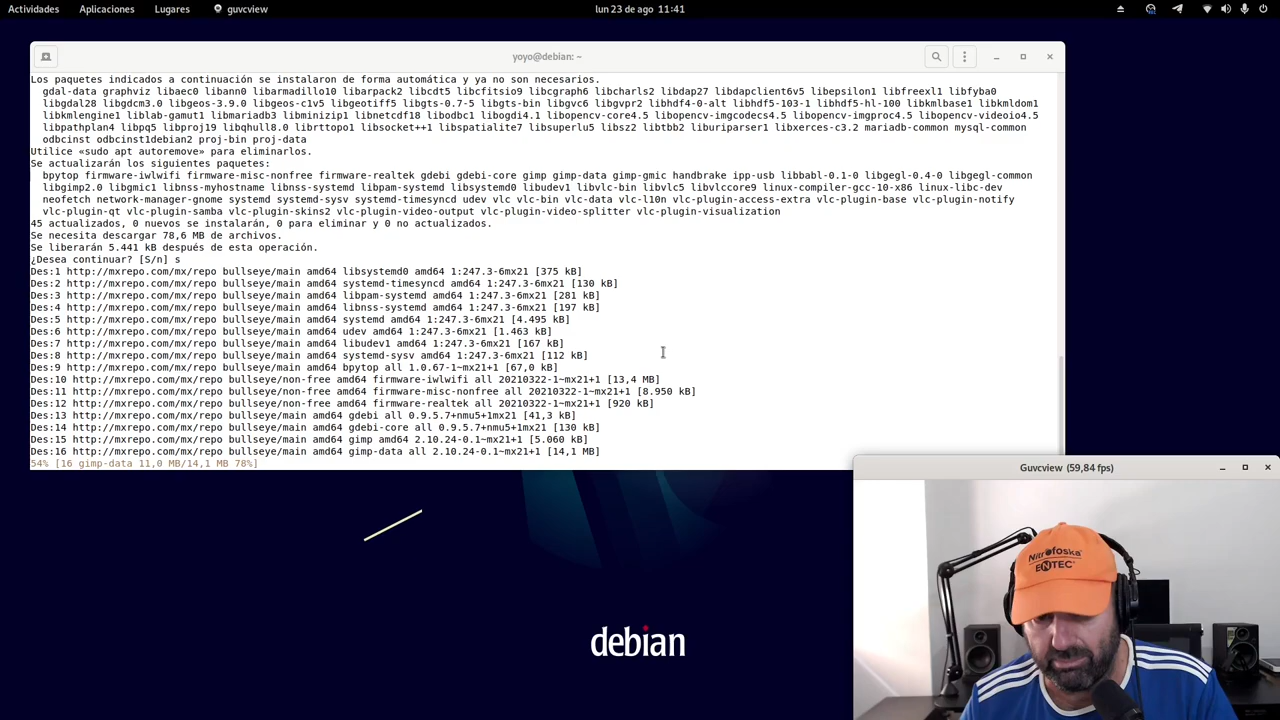 Actividades Aplicaciones Lugares guvcview lun 23 de ago 11:41
yoyo@debian: ~
Los paquetes indicados a continuación se instalaron de forma automática y ya no son necesarios.
gdal-data graphviz libaec0 libann0 libarmadillo10 libarpack2 libcdt5 libcfitsio9 libcgraph6 libcharls2 libdap27 libdapclient6v5 libepsilon1 libfreexl1 libfyba0
libgdal28 libgdcm3.0 libgeos-3.9.0 libgeos-c1v5 libgeotiff5 libgts-0.7-5 libgts-bin libgvc6 libgvpr2 libhdf4-0-alt libhdf5-103-1 libhdf5-hl-100 libkmlbase1 libkmldom1
libkmlengine1 liblab-gamut1 libmariadb3 libminizip1 libnetcdf18 libodbc1 libogdi4.1 libopencv-core4.5 libopencv-imgcodecs4.5 libopencv-imgproc4.5 libopencv-videoio4.5
libpathplan4 libpq5 libproj19 libqhull8.0 librttopo1 libsocket++1 libspatialite7 libsuperlu5 libsz2 libtbb2 liburiparser1 libxerces-c3.2 mariadb-common mysql-common
odbcinst odbcinst1debian2 proj-bin proj-data
Utilice «sudo apt autoremove» para eliminarlos.
Se actualizarán los siguientes paquetes:
bpytop firmware-iwlwifi firmware-misc-nonfree firmware-realtek gdebi gdebi-core gimp gimp-data gimp-gmic handbrake ipp-usb libbabl-0.1-0 libgegl-0.4-0 libgegl-common
libgimp2.0 libgmic1 libnss-myhostname libnss-systemd libpam-systemd libsystemd0 libudev1 libvlc-bin libvlc5 libvlccore9 linux-compiler-gcc-10-x86 linux-libc-dev
neofetch network-manager-gnome systemd systemd-sysv systemd-timesyncd udev vlc vlc-bin vlc-data vlc-l10n vlc-plugin-access-extra vlc-plugin-base vlc-plugin-notify
vlc-plugin-qt vlc-plugin-samba vlc-plugin-skins2 vlc-plugin-video-output vlc-plugin-video-splitter vlc-plugin-visualization
45 actualizados, 0 nuevos se instalarán, 0 para eliminar y 0 no actualizados.
Se necesita descargar 78,6 MB de archivos.
Se liberarán 5.441 kB después de esta operación.
¿Desea continuar? [S/n] s
Des:1 http://mxrepo.com/mx/repo bullseye/main amd64 libsystemd0 amd64 1:247.3-6mx21 [375 kB]
Des:2 http://mxrepo.com/mx/repo bullseye/main amd64 systemd-timesyncd amd64 1:247.3-6mx21 [130 kB]
Des:3 http://mxrepo.com/mx/repo bullseye/main amd64 libpam-systemd amd64 1:247.3-6mx21 [281 kB]
Des:4 http://mxrepo.com/mx/repo bullseye/main amd64 libnss-systemd amd64 1:247.3-6mx21 [197 kB]
Des:5 http://mxrepo.com/mx/repo bullseye/main amd64 systemd amd64 1:247.3-6mx21 [4.495 kB]
Des:6 http://mxrepo.com/mx/repo bullseye/main amd64 udev amd64 1:247.3-6mx21 [1.463 kB]
Des:7 http://mxrepo.com/mx/repo bullseye/main amd64 libudev1 amd64 1:247.3-6mx21 [167 kB]
Des:8 http://mxrepo.com/mx/repo bullseye/main amd64 systemd-sysv amd64 1:247.3-6mx21 [112 kB]
Des:9 http://mxrepo.com/mx/repo bullseye/main amd64 bpytop all 1.0.67-1~mx21+1 [67,0 kB]
Des:10 http://mxrepo.com/mx/repo bullseye/non-free amd64 firmware-iwlwifi all 20210322-1~mx21+1 [13,4 MB]
Des:11 http://mxrepo.com/mx/repo bullseye/non-free amd64 firmware-misc-nonfree all 20210322-1~mx21+1 [8.950 kB]
Des:12 http://mxrepo.com/mx/repo bullseye/non-free amd64 firmware-realtek all 20210322-1~mx21+1 [920 kB]
Des:13 http://mxrepo.com/mx/repo bullseye/main amd64 gdebi all 0.9.5.7+nmu5+1mx21 [41,3 kB]
Des:14 http://mxrepo.com/mx/repo bullseye/main amd64 gdebi-core all 0.9.5.7+nmu5+1mx21 [130 kB]
Des:15 http://mxrepo.com/mx/repo bullseye/main amd64 gimp amd64 2.10.24-0.1~mx21+1 [5.060 kB]
Des:16 http://mxrepo.com/mx/repo bullseye/main amd64 gimp-data all 2.10.24-0.1~mx21+1 [14,1 MB]
54% [16 gimp-data 11,0 MB/14,1 MB 78%]
Guvcview (59,84 fps)
Nitrofoska
ENTEC
debian